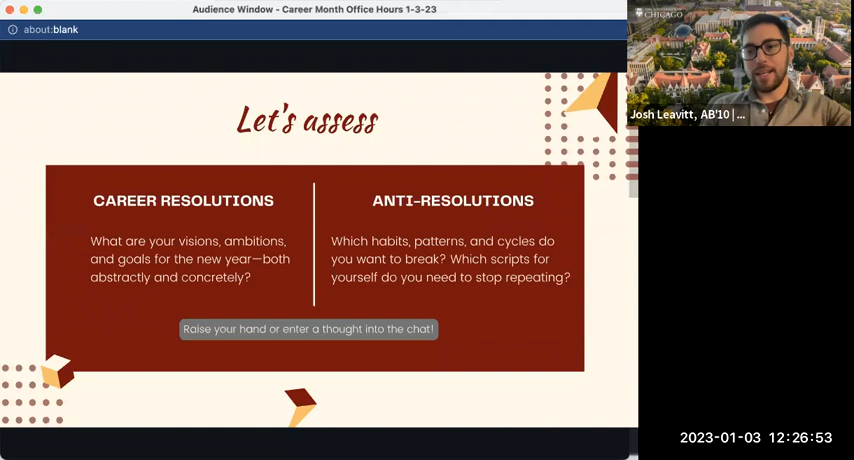 Audience Window - Career Month Office Hours 1-3-23
about:blank
CHICAGO
Josh Leavitt, AB'10 | ...
Let's assess
CAREER RESOLUTIONS
What are your visions, ambitions,
and goals for the new year—both
abstractly and concretely?
ANTI-RESOLUTIONS
Which habits, patterns, and cycles do
you want to break? Which scripts for
yourself do you need to stop repeating?
Raise your hand or enter a thought into the chat!
2023-01-03 12:26:53